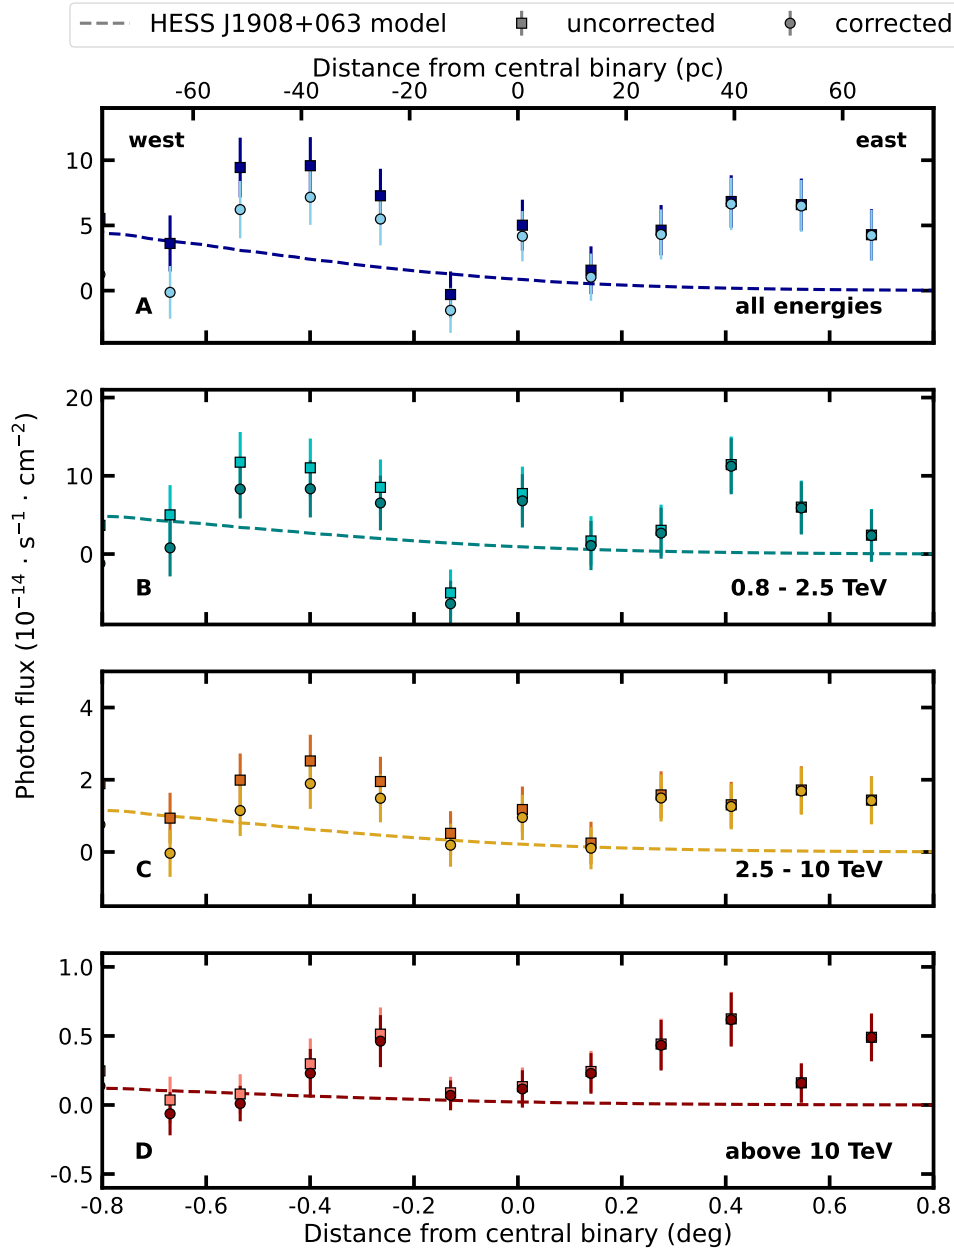 HESS J1908+063 model uncorrected corrected
Distance from central binary (pc)
-60 -40 -20 0 20 40 60
west east
10
5
0
A all energies
20
10
0
B 0.8 - 2.5 TeV
Photon flux (10⁻¹⁴ · s⁻¹ · cm⁻²)
4
2
0
C 2.5 - 10 TeV
1.0
0.5
0.0
-0.5
D above 10 TeV
-0.8 -0.6 -0.4 -0.2 0.0 0.2 0.4 0.6 0.8
Distance from central binary (deg)